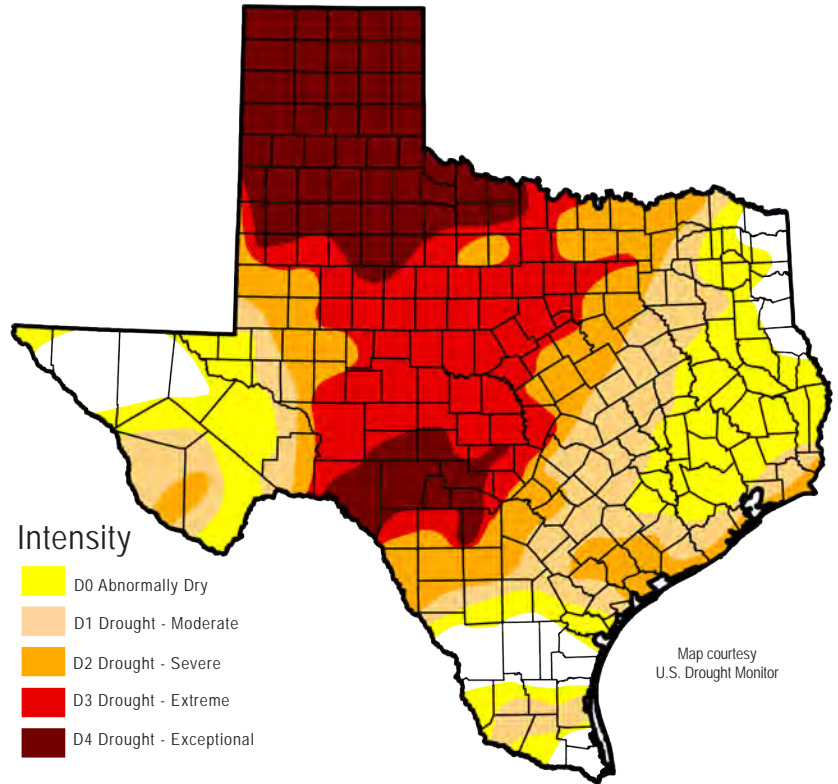 Intensity
D0 Abnormally Dry
D1 Drought - Moderate
D2 Drought - Severe
D3 Drought - Extreme
D4 Drought - Exceptional
Map courtesy
U.S. Drought Monitor